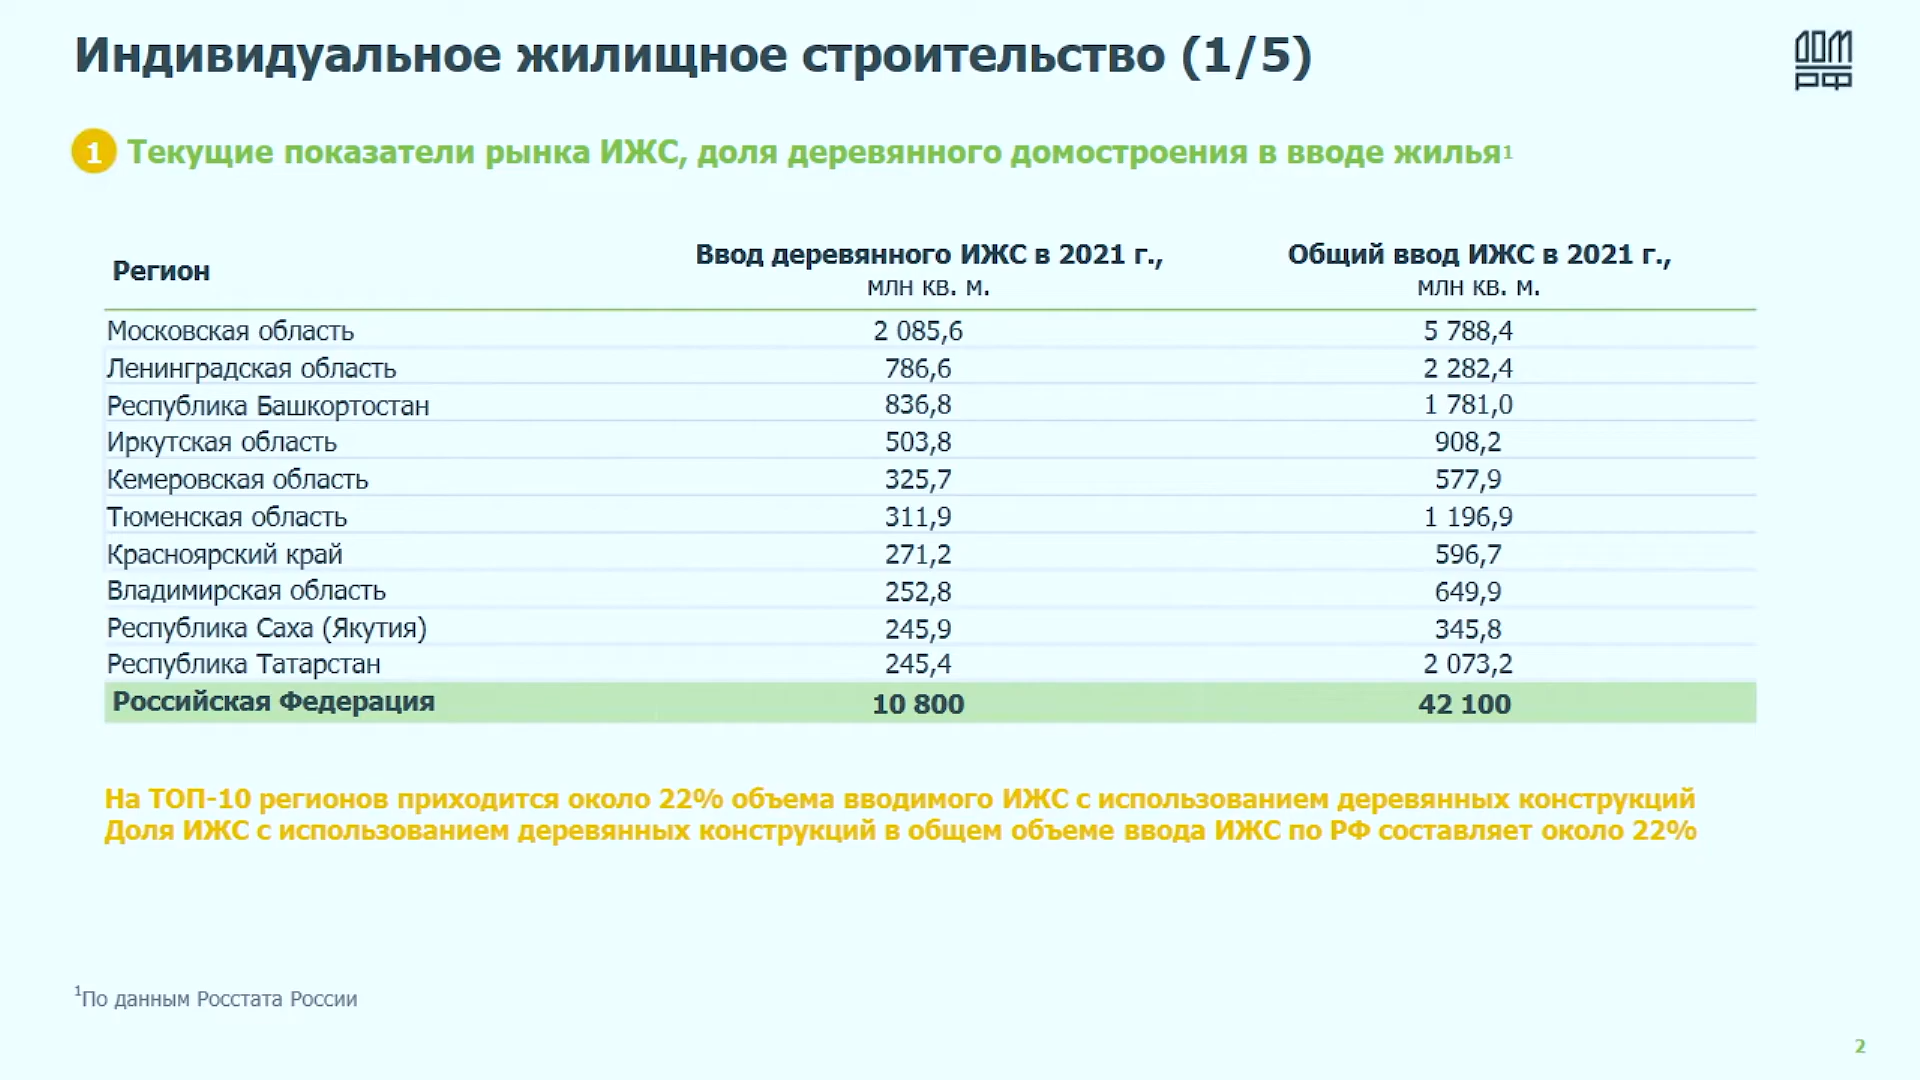 Индивидуальное жилищное строительство (1/5)
ДОМ
РФ
1 Текущие показатели рынка ИЖС, доля деревянного домостроения в вводе жилья1
Регион Ввод деревянного ИЖС в 2021 г., млн кв. м. Общий ввод ИЖС в 2021 г., млн кв. м.
Московская область 2 085,6 5 788,4
Ленинградская область 786,6 2 282,4
Республика Башкортостан 836,8 1 781,0
Иркутская область 503,8 908,2
Кемеровская область 325,7 577,9
Тюменская область 311,9 1 196,9
Красноярский край 271,2 596,7
Владимирская область 252,8 649,9
Республика Саха (Якутия) 245,9 345,8
Республика Татарстан 245,4 2 073,2
Российская Федерация 10 800 42 100
На ТОП-10 регионов приходится около 22% объема вводимого ИЖС с использованием деревянных конструкций
Доля ИЖС с использованием деревянных конструкций в общем объеме ввода ИЖС по РФ составляет около 22%
1По данным Росстата России
2